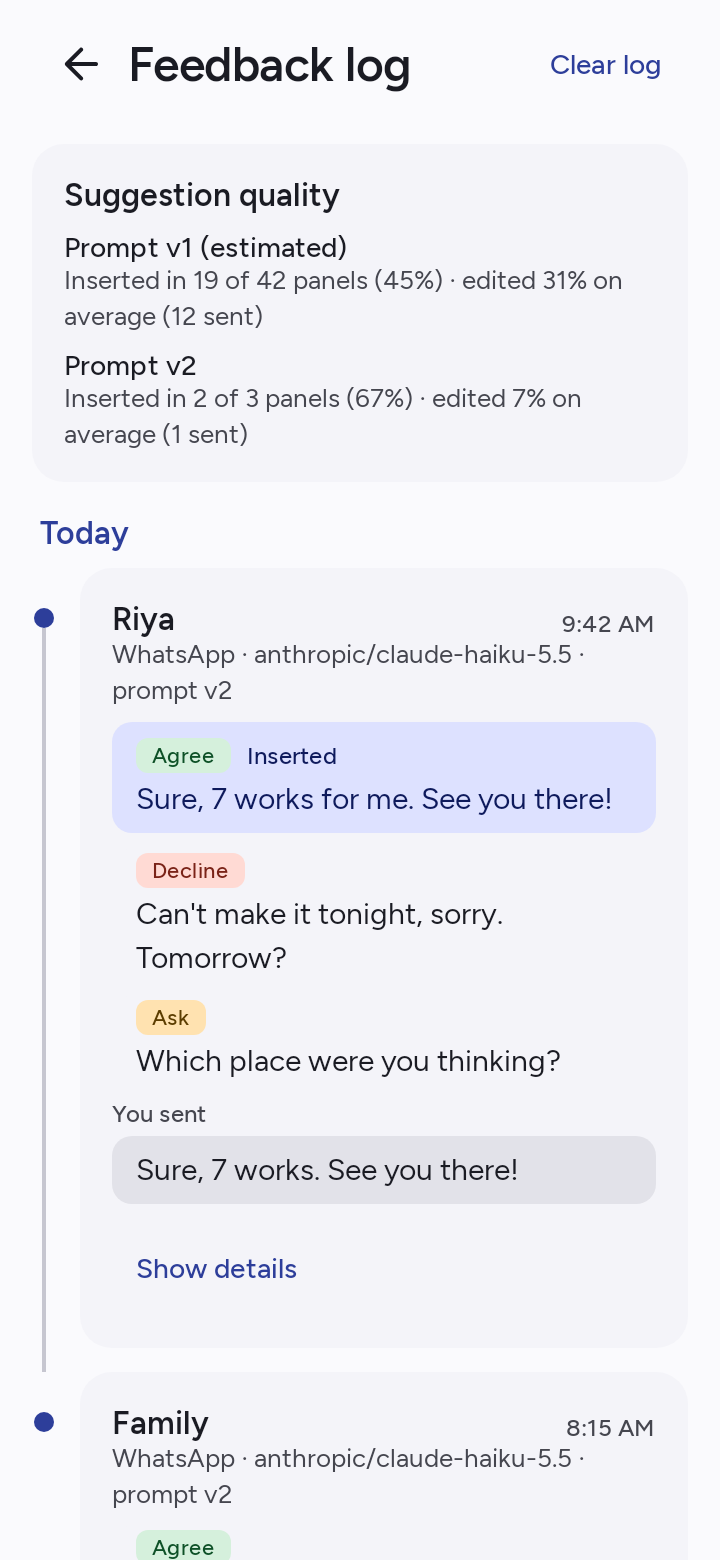 Feedback log
Clear log
Suggestion quality
Prompt v1 (estimated)
Inserted in 19 of 42 panels (45%) · edited 31% on
average (12 sent)
Prompt v2
Inserted in 2 of 3 panels (67%) · edited 7% on
average (1 sent)
Today
Riya
9:42 AM
WhatsApp · anthropic/claude-haiku-5.5 ·
prompt v2
Agree Inserted
Sure, 7 works for me. See you there!
Decline
Can't make it tonight, sorry.
Tomorrow?
Ask
Which place were you thinking?
You sent
Sure, 7 works. See you there!
Show details
Family
8:15 AM
WhatsApp · anthropic/claude-haiku-5.5 ·
prompt v2
Agree